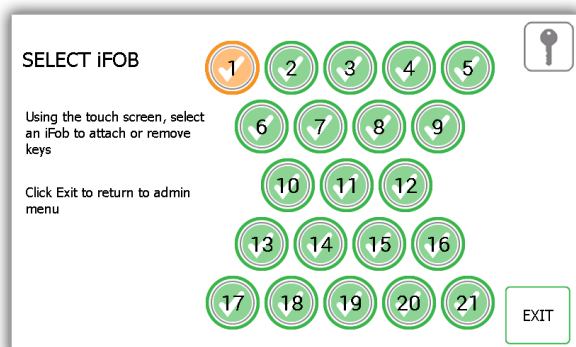 SELECT iFOB
1 2 3 4 5
Using the touch screen, select
an iFob to attach or remove
keys
6 7 8 9
Click Exit to return to admin
menu
10 11 12
13 14 15 16
17 18 19 20 21
EXIT